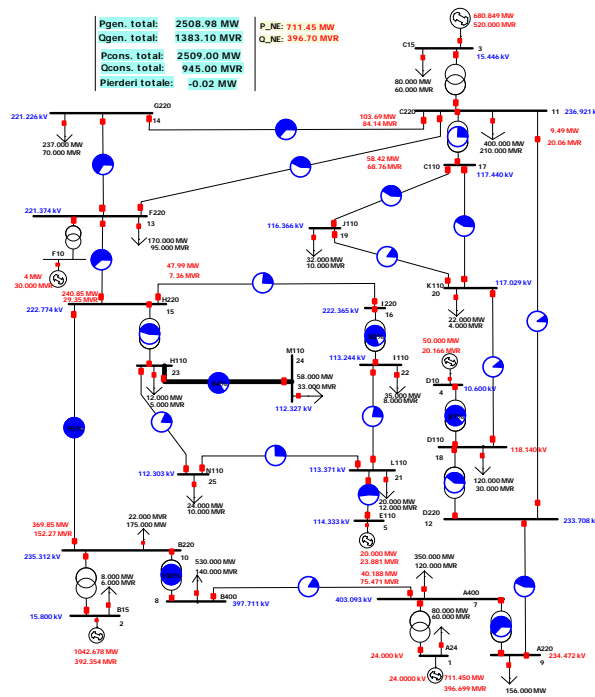 Pgen. total: 2508.98 MW
Qgen. total: 1383.10 MVR
Pcons. total: 2509.00 MW
Qcons. total: 945.00 MVR
Pierderi totale: -0.02 MW
P_NE: 711.45 MW
Q_NE: 396.70 MVR
680.849 MW
520.000 MVR
C15
3
15.446 kV
80.000 MW
60.000 MVR
G220
221.226 kV
14
237.000 MW
70.000 MVR
103.69 MW
84.14 MVR
C220
11
236.921 k
400.000 MW
210.000 MVR
9.49 MW
20.06 MVR
58.42 MW
68.76 MVR
C110
17
117.440 kV
221.374 kV
F220
13
170.000 MW
95.000 MVR
F10
4 MW
30.000 MVR
J110
116.366 kV
19
32.000 MW
10.000 MVR
47.99 MW
7.36 MVR
240.85 MW
29.35 MVR
222.774 kV
H220
15
117.029 kV
K110
20
22.000 MW
4.000 MVR
I220
222.365 kV
16
M110
24
H110
23
58.000 MW
33.000 MVR
112.327 kV
12.000 MW
5.000 MVR
113.244 kV
I110
22
35.000 MW
8.000 MVR
50.000 MW
20.166 MVR
D10
4
10.600 kV
D110
18
118.140 kV
120.000 MW
30.000 MVR
112.303 kV
N110
25
24.000 MW
10.000 MVR
113.371 kV
L110
21
20.000 MW
12.000 MVR
E110
114.333 kV
5
20.000 MW
23.881 MVR
D220
12
233.708 k
369.85 MW
152.27 MVR
22.000 MVR
175.000 MW
235.312 kV
B220
10
8.000 MW
6.000 MVR
B15
15.800 kV
2
1042.678 MW
392.354 MVR
530.000 MW
140.000 MVR
8
B400
397.711 kV
40.188 MW
75.471 MVR
350.000 MW
120.000 MVR
403.093 kV
A400
7
80.000 MW
60.000 MVR
A24
24.000 kV
1
24.0000 kV
711.450 MW
396.699 MVR
A220
234.472 kV
9
156.000 MW